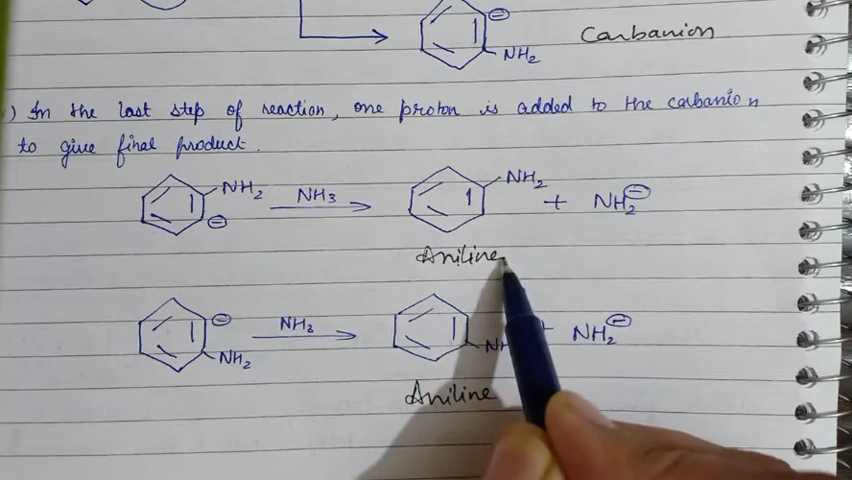 ⊖
NH2 Carbanion
) In the last step of reaction, one proton is added to the carbanion
to give final product.
NH2 ⊖ NH3 NH2 + NH2⊖
Aniline
⊖ NH2 NH3 + NH2⊖
Aniline